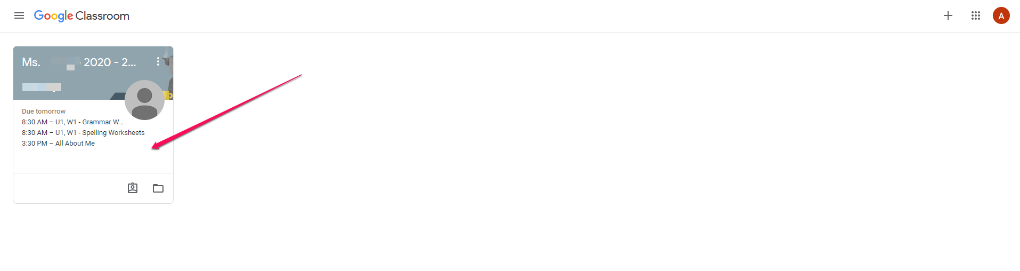 Google Classroom
A
Ms. 2020 - 2...
Due tomorrow
8:30 AM – U1, W1 - Grammar W...
8:30 AM – U1, W1 - Spelling Worksheets
3:30 PM – All About Me